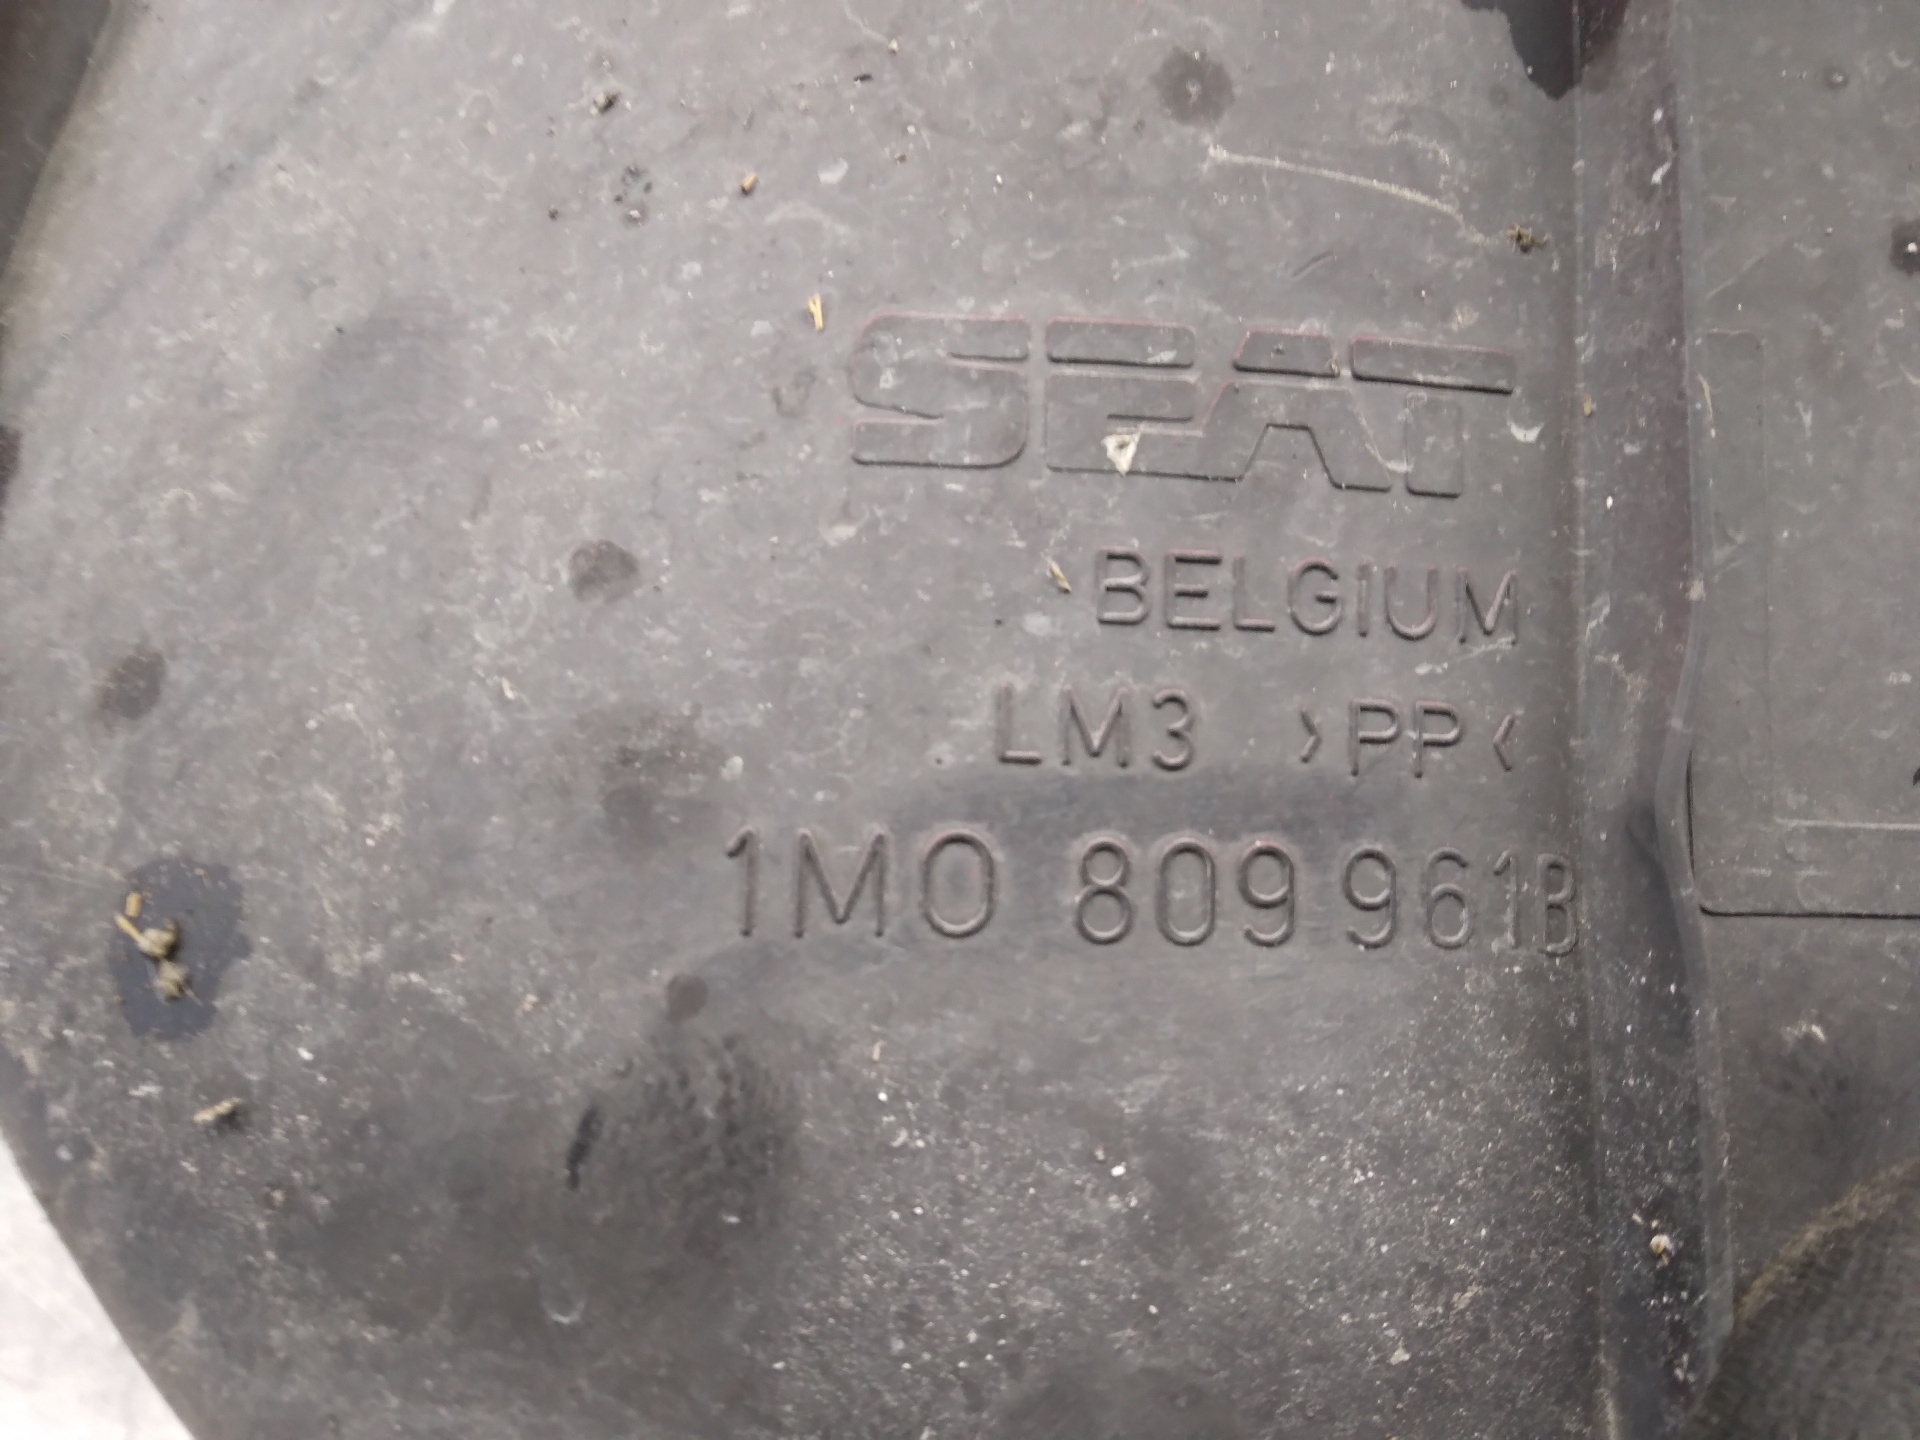 SEAT
BELGIUM
LM3 >PP<
1M0 809 961B